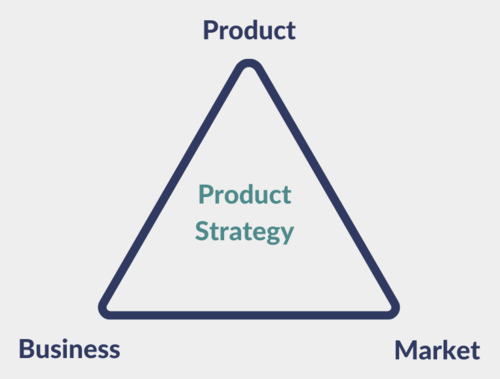 Product
Product
Strategy
Business
Market